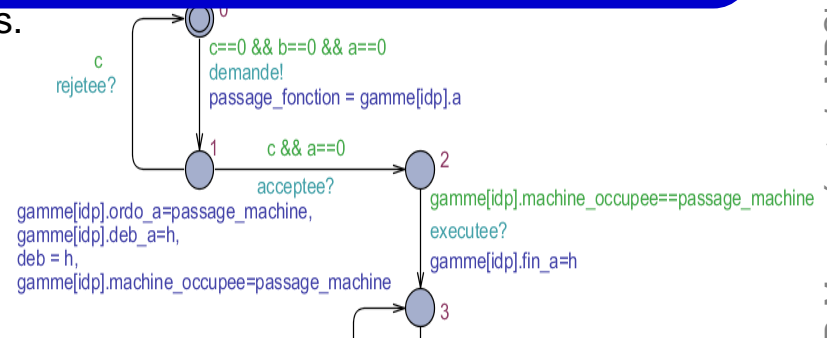 s.
0
c==0 && b==0 && a==0
c
demande!
rejetee?
passage_fonction = gamme[idp].a
1
c && a==0
2
acceptee?
gamme[idp].machine_occupee==passage_machine
gamme[idp].ordo_a=passage_machine,
executee?
gamme[idp].deb_a=h,
deb = h,
gamme[idp].fin_a=h
gamme[idp].machine_occupee=passage_machine
3